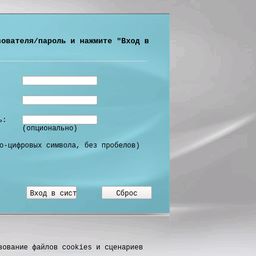 ователя/пароль и нажмите "Вход в
ь:
(опционально)
о-цифровых символа, без пробелов)
Вход в сист
Сброс
зование файлов cookies и сценариев